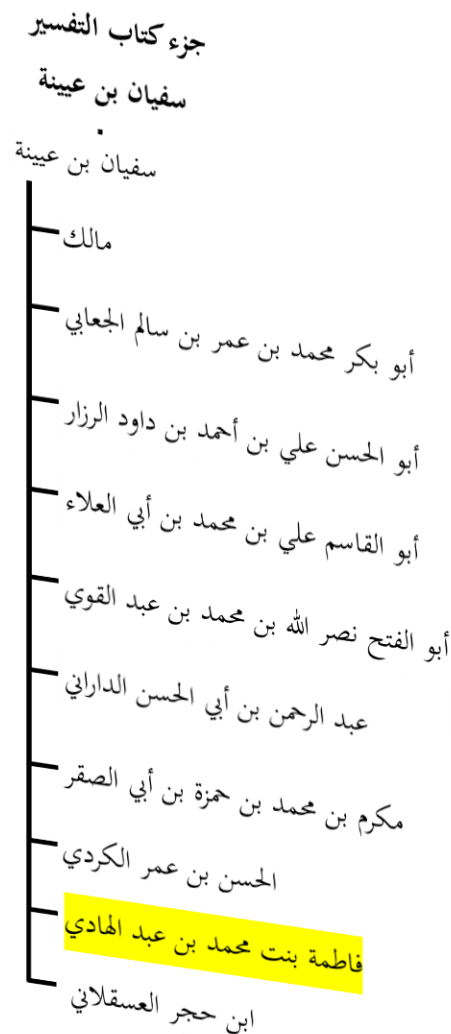 جزء كتاب التفسير
سفيان بن عيينة
سفيان بن عيينة
مالك
أبو بكر محمد بن عمر بن سالم الجعابي
أبو الحسن علي بن أحمد بن داود الرزار
أبو القاسم علي بن محمد بن أبي العلاء
أبو الفتح نصر الله بن محمد بن عبد القوي
عبد الرحمن بن أبي الحسن الداراني
مكرم بن محمد بن حمزة بن أبي الصقر
الحسن بن عمر الكردي
فاطمة بنت محمد بن عبد الهادي
ابن حجر العسقلاني